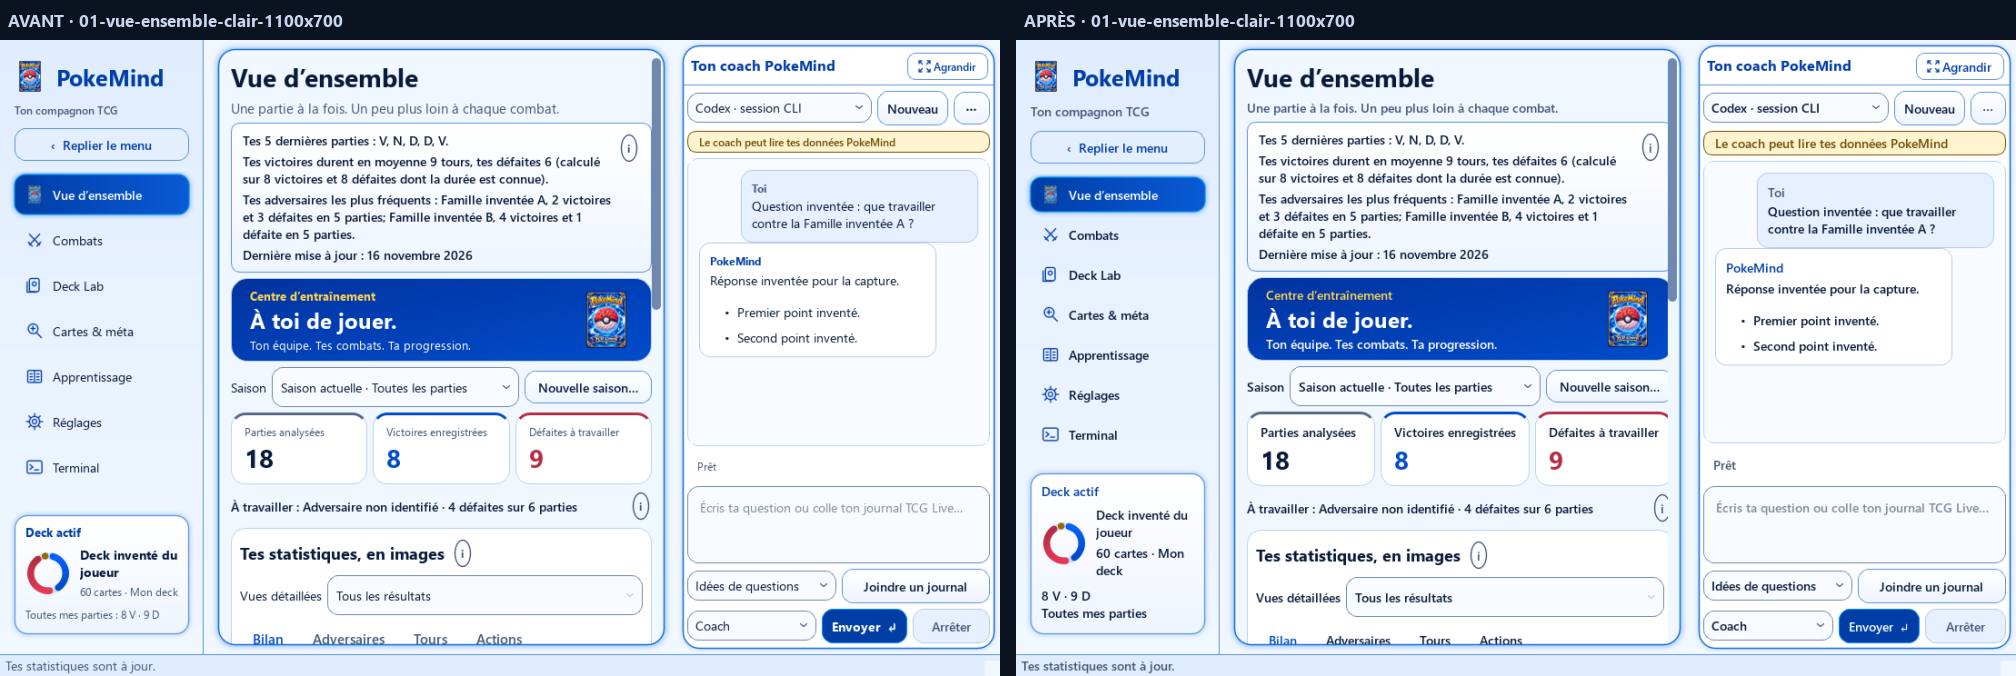 AVANT · 01-vue-ensemble-clair-1100x700
PokeMind
Ton compagnon TCG
‹ Replier le menu
Vue d’ensemble
Combats
Deck Lab
Cartes & méta
Apprentissage
Réglages
Terminal
Deck actif
Deck inventé du
joueur
60 cartes · Mon deck
Toutes mes parties : 8 V · 9 D
Vue d’ensemble
Une partie à la fois. Un peu plus loin à chaque combat.
Tes 5 dernières parties : V, N, D, D, V.
Tes victoires durent en moyenne 9 tours, tes défaites 6 (calculé
sur 8 victoires et 8 défaites dont la durée est connue).
Tes adversaires les plus fréquents : Famille inventée A, 2 victoires
et 3 défaites en 5 parties; Famille inventée B, 4 victoires et 1
défaite en 5 parties.
Dernière mise à jour : 16 novembre 2026
i
Centre d’entraînement
À toi de jouer.
Ton équipe. Tes combats. Ta progression.
Saison
Saison actuelle · Toutes les parties
Nouvelle saison...
Parties analysées
18
Victoires enregistrées
8
Défaites à travailler
9
À travailler : Adversaire non identifié · 4 défaites sur 6 parties
i
Tes statistiques, en images
i
Vues détaillées
Tous les résultats
Bilan
Adversaires
Tours
Actions
Ton coach PokeMind
Agrandir
Codex · session CLI
Nouveau
...
Le coach peut lire tes données PokeMind
Toi
Question inventée : que travailler
contre la Famille inventée A ?
PokeMind
Réponse inventée pour la capture.
• Premier point inventé.
• Second point inventé.
Prêt
Écris ta question ou colle ton journal TCG Live...
Idées de questions
Joindre un journal
Coach
Envoyer ↲
Arrêter
Tes statistiques sont à jour.
APRÈS · 01-vue-ensemble-clair-1100x700
PokeMind
Ton compagnon TCG
‹ Replier le menu
Vue d’ensemble
Combats
Deck Lab
Cartes & méta
Apprentissage
Réglages
Terminal
Deck actif
Deck inventé du
joueur
60 cartes · Mon
deck
8 V · 9 D
Toutes mes parties
Vue d’ensemble
Une partie à la fois. Un peu plus loin à chaque combat.
Tes 5 dernières parties : V, N, D, D, V.
Tes victoires durent en moyenne 9 tours, tes défaites 6 (calculé
sur 8 victoires et 8 défaites dont la durée est connue).
Tes adversaires les plus fréquents : Famille inventée A, 2 victoires
et 3 défaites en 5 parties; Famille inventée B, 4 victoires et 1
défaite en 5 parties.
Dernière mise à jour : 16 novembre 2026
i
Centre d’entraînement
À toi de jouer.
Ton équipe. Tes combats. Ta progression.
Saison
Saison actuelle · Toutes les parties
Nouvelle saison...
Parties analysées
18
Victoires enregistrées
8
Défaites à travailler
9
À travailler : Adversaire non identifié · 4 défaites sur 6 parties
i
Tes statistiques, en images
i
Vues détaillées
Tous les résultats
Bilan
Adversaires
Tours
Actions
Ton coach PokeMind
Agrandir
Codex · session CLI
Nouveau
...
Le coach peut lire tes données PokeMind
Toi
Question inventée : que travailler
contre la Famille inventée A ?
PokeMind
Réponse inventée pour la capture.
• Premier point inventé.
• Second point inventé.
Prêt
Écris ta question ou colle ton journal TCG Live...
Idées de questions
Joindre un journal
Coach
Envoyer ↲
Arrêter
Tes statistiques sont à jour.